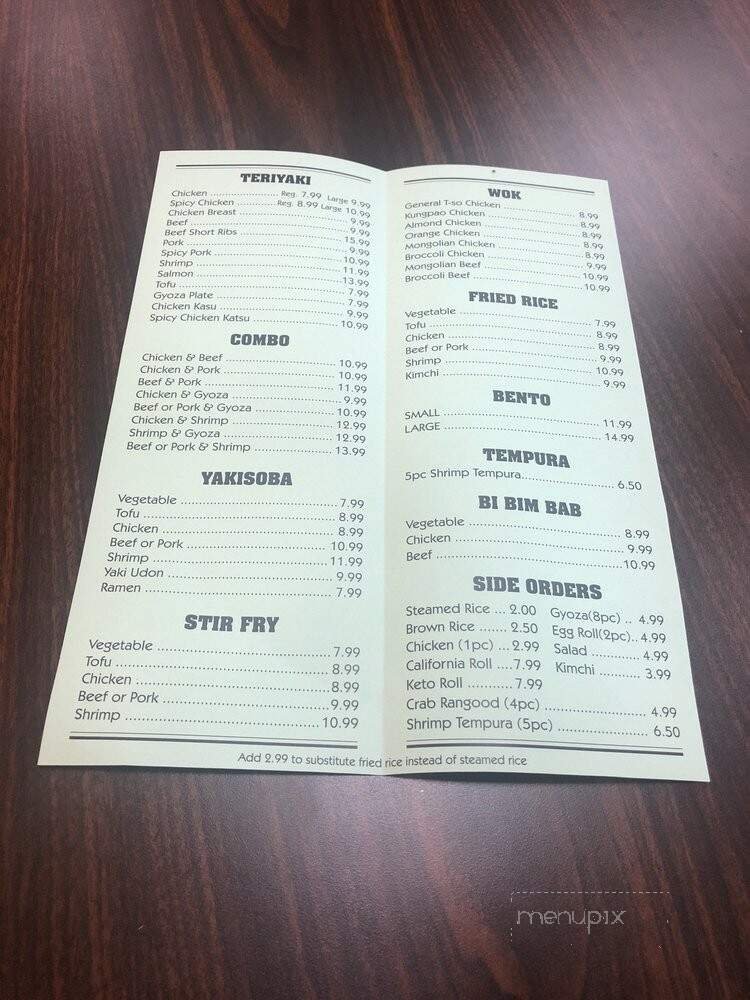 TERIYAKI
Chicken ........................ Reg. 7.99 Large 9.99
Spicy Chicken ............... Reg. 8.99 Large 10.99
Chicken Breast ........................ 9.99
Beef ........................ 9.99
Beef Short Ribs ........................ 15.99
Pork ........................ 9.99
Spicy Pork ........................ 10.99
Shrimp ........................ 11.99
Salmon ........................ 13.99
Tofu ........................ 7.99
Gyoza Plate ........................ 7.99
Chicken Kasu ........................ 9.99
Spicy Chicken Katsu ........................ 10.99
COMBO
Chicken & Beef ........................ 10.99
Chicken & Pork ........................ 10.99
Beef & Pork ........................ 11.99
Chicken & Gyoza ........................ 9.99
Beef or Pork & Gyoza ........................ 10.99
Chicken & Shrimp ........................ 12.99
Shrimp & Gyoza ........................ 12.99
Beef or Pork & Shrimp ........................ 13.99
YAKISOBA
Vegetable ........................ 7.99
Tofu ........................ 8.99
Chicken ........................ 8.99
Beef or Pork ........................ 10.99
Shrimp ........................ 11.99
Yaki Udon ........................ 9.99
Ramen ........................ 7.99
STIR FRY
Vegetable ........................ 7.99
Tofu ........................ 8.99
Chicken ........................ 8.99
Beef or Pork ........................ 9.99
Shrimp ........................ 10.99
WOK
General T-so Chicken ........................ 8.99
Kungpao Chicken ........................ 8.99
Almond Chicken ........................ 8.99
Orange Chicken ........................ 8.99
Mongolian Chicken ........................ 8.99
Broccoli Chicken ........................ 9.99
Mongolian Beef ........................ 10.99
Broccoli Beef ........................ 10.99
FRIED RICE
Vegetable ........................ 7.99
Tofu ........................ 8.99
Chicken ........................ 8.99
Beef or Pork ........................ 9.99
Shrimp ........................ 10.99
Kimchi ........................ 9.99
BENTO
SMALL ........................ 11.99
LARGE ........................ 14.99
TEMPURA
5pc Shrimp Tempura........................ 6.50
BI BIM BAB
Vegetable ........................ 8.99
Chicken ........................ 9.99
Beef ........................ 10.99
SIDE ORDERS
Steamed Rice ... 2.00 Gyoza(8pc) .. 4.99
Brown Rice ....... 2.50 Egg Roll(2pc)..4.99
Chicken (1pc) ... 2.99 Salad ............. 4.99
California Roll ....7.99 Kimchi ........... 3.99
Keto Roll ..........7.99
Crab Rangood (4pc) ........................ 4.99
Shrimp Tempura (5pc) ........................ 6.50
Add 2.99 to substitute fried rice instead of steamed rice
menupix